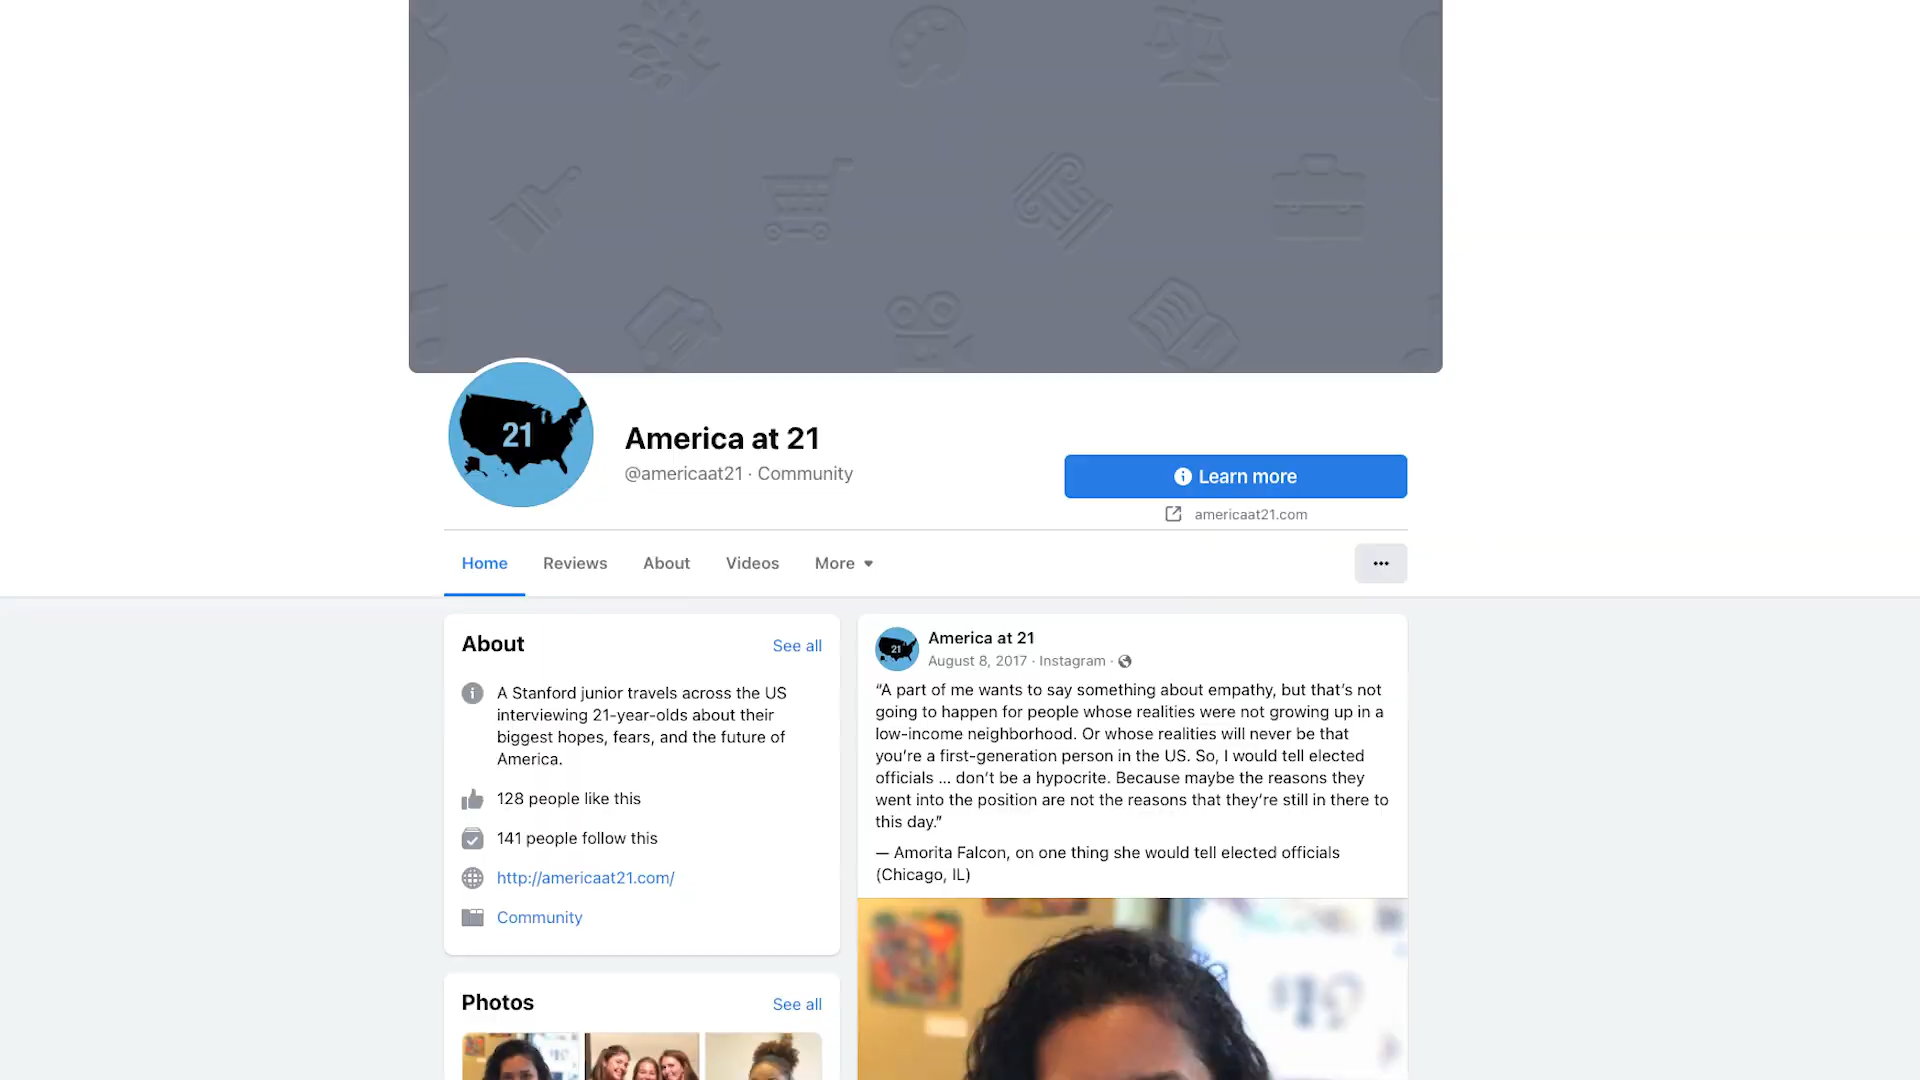 21
America at 21
@americaat21 · Community
Learn more
americaat21.com
Home
Reviews
About
Videos
More
About
See all
A Stanford junior travels across the US
interviewing 21-year-olds about their
biggest hopes, fears, and the future of
America.
128 people like this
141 people follow this
http://americaat21.com/
Community
Photos
See all
21
America at 21
August 8, 2017 · Instagram ·
“A part of me wants to say something about empathy, but that’s not
going to happen for people whose realities were not growing up in a
low-income neighborhood. Or whose realities will never be that
you’re a first-generation person in the US. So, I would tell elected
officials ... don’t be a hypocrite. Because maybe the reasons they
went into the position are not the reasons that they’re still in there to
this day.”
— Amorita Falcon, on one thing she would tell elected officials
(Chicago, IL)